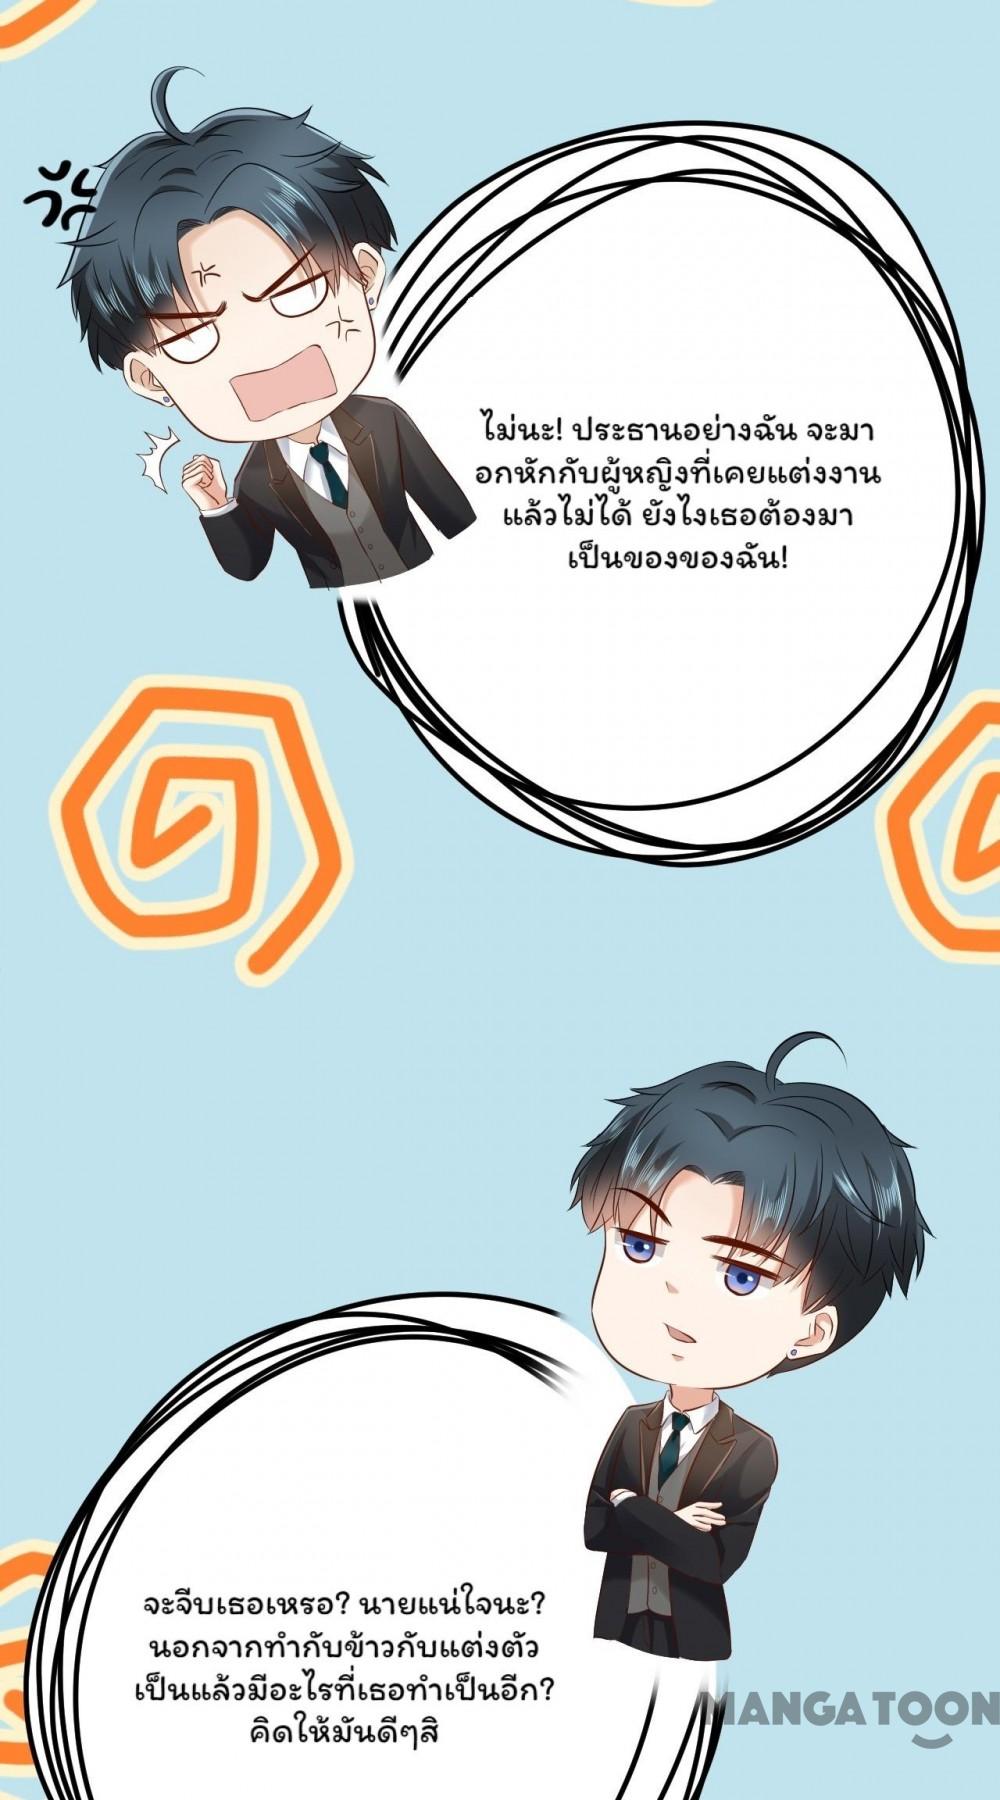 ไม่นะ! ประธานอย่างฉัน จะมา
อกหักกับผู้หญิงที่เคยแต่งงาน
แล้วไม่ได้ ยังไงเธอต้องมา
เป็นของของฉัน!
จะจีบเธอเหรอ? นายแน่ใจนะ?
นอกจากทำกับข้าวกับแต่งตัว
เป็นแล้วมีอะไรที่เธอทำเป็นอีก?
คิดให้มันดีๆสิ
MANGATOON